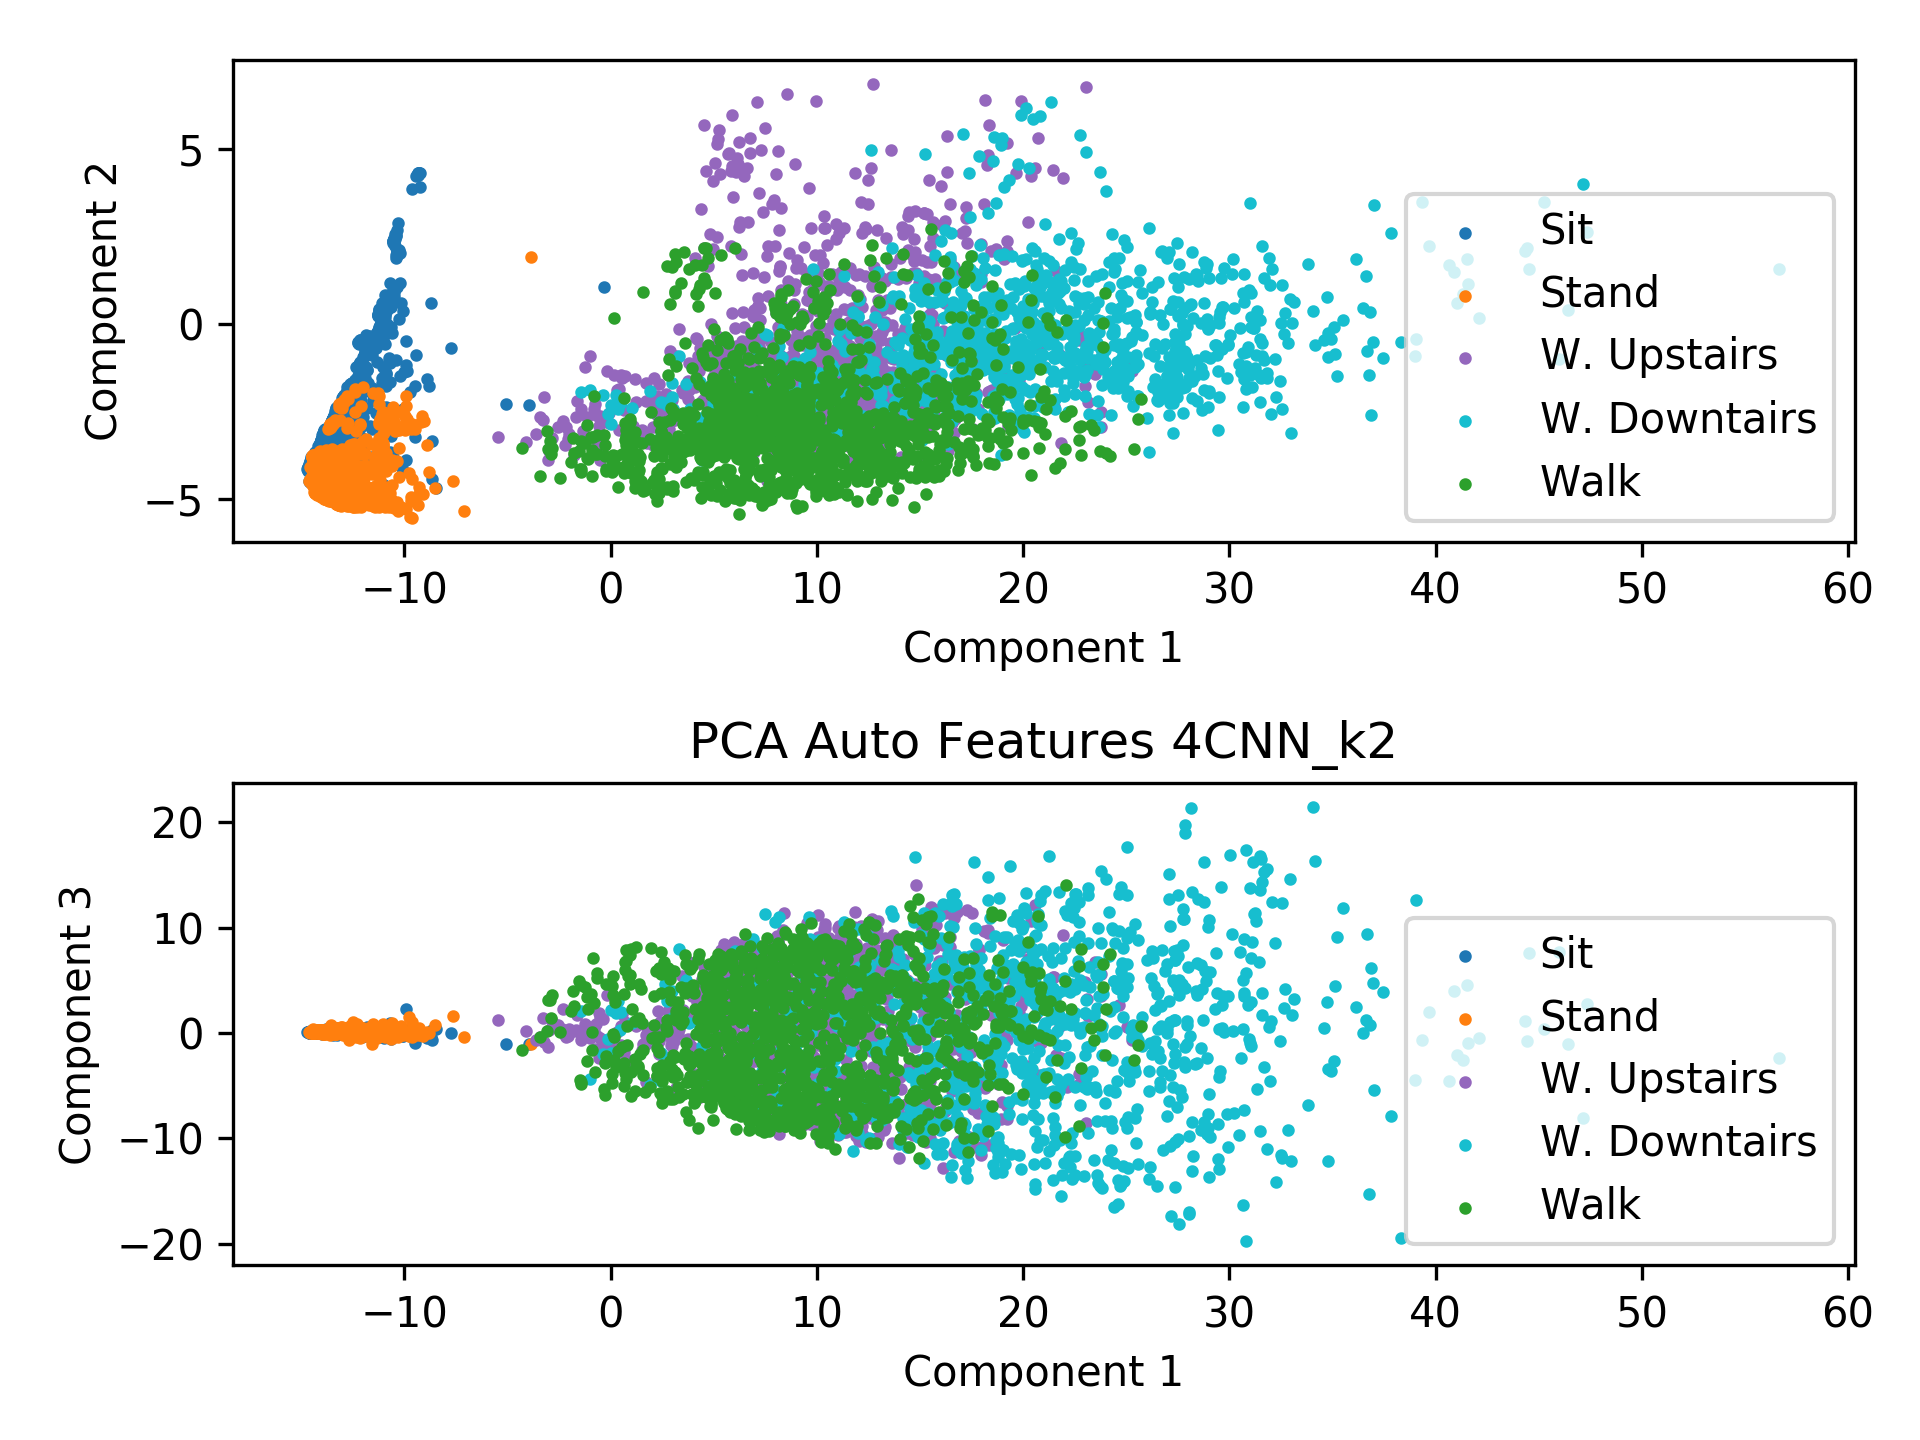 5
0
−5
Component 2
Sit
Stand
W. Upstairs
W. Downtairs
Walk
−10 0 10 20 30 40 50 60
Component 1
PCA Auto Features 4CNN_k2
20
10
0
−10
−20
Component 3
Sit
Stand
W. Upstairs
W. Downtairs
Walk
−10 0 10 20 30 40 50 60
Component 1